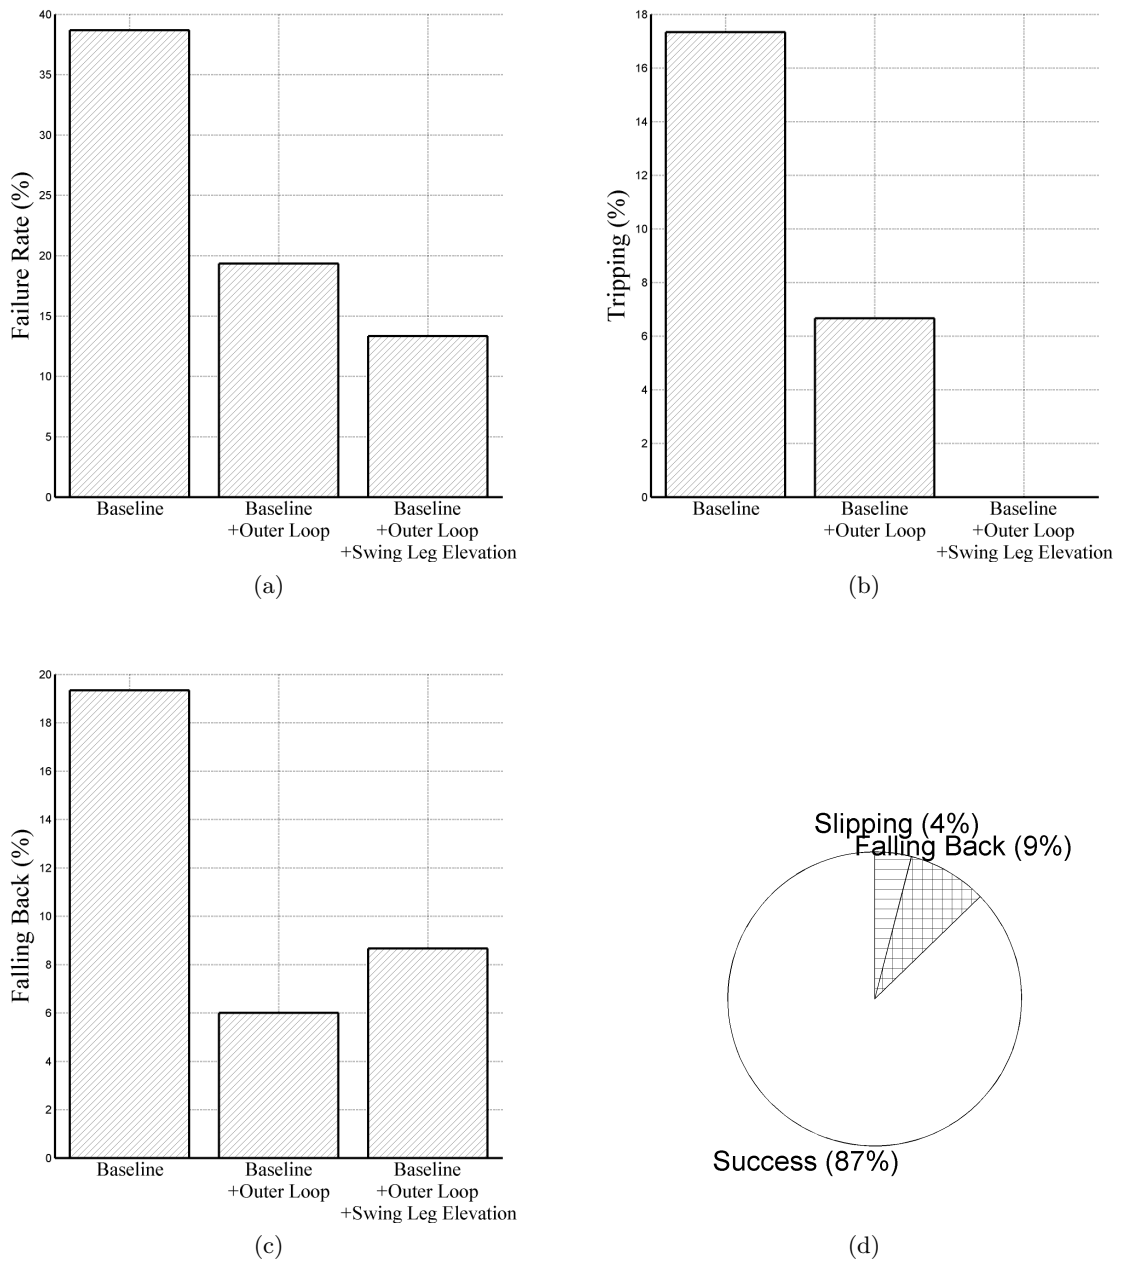 40
35
30
25
20
15
10
5
0
Failure Rate (%)
Baseline
Baseline
+Outer Loop
Baseline
+Outer Loop
+Swing Leg Elevation
(a)
18
16
14
12
10
8
6
4
2
0
Tripping (%)
Baseline
Baseline
+Outer Loop
Baseline
+Outer Loop
+Swing Leg Elevation
(b)
20
18
16
14
12
10
8
6
4
2
0
Falling Back (%)
Baseline
Baseline
+Outer Loop
Baseline
+Outer Loop
+Swing Leg Elevation
(c)
Slipping (4%)
Falling Back (9%)
Success (87%)
(d)